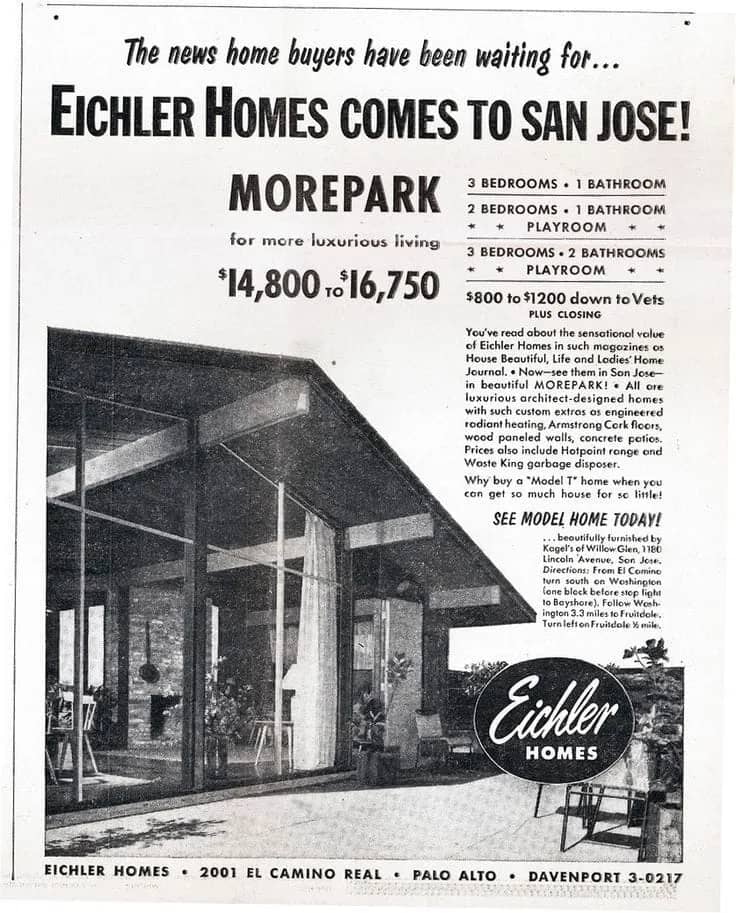 The news home buyers have been waiting for...
EICHLER HOMES COMES TO SAN JOSE!
MOREPARK
for more luxurious living
$14,800 TO $16,750
3 BEDROOMS • 1 BATHROOM
2 BEDROOMS • 1 BATHROOM
* * PLAYROOM * *
3 BEDROOMS • 2 BATHROOMS
* * PLAYROOM * *
$800 to $1200 down to Vets
PLUS CLOSING
You've read about the sensational value
of Eichler Homes in such magazines as
House Beautiful, Life and Ladies' Home
Journal. • Now—see them in San Jose—
in beautiful MOREPARK! • All are
luxurious architect-designed homes
with such custom extras as engineered
radiant heating, Armstrong Cork floors,
wood paneled walls, concrete patios.
Prices also include Hotpoint range and
Waste King garbage disposer.
Why buy a "Model T" home when you
can get so much house for so little!
SEE MODEL HOME TODAY!
...beautifully furnished by
Kagel's of Willow Glen, 1180
Lincoln Avenue, San Jose.
Directions: From El Camino
turn south on Washington
(one block before stop light
to Bayshore). Follow Wash-
ington 3.3 miles to Fruitdale.
Turn left on Fruitdale ½ mile.
Eichler
HOMES
EICHLER HOMES • 2001 EL CAMINO REAL • PALO ALTO • DAVENPORT 3-0217